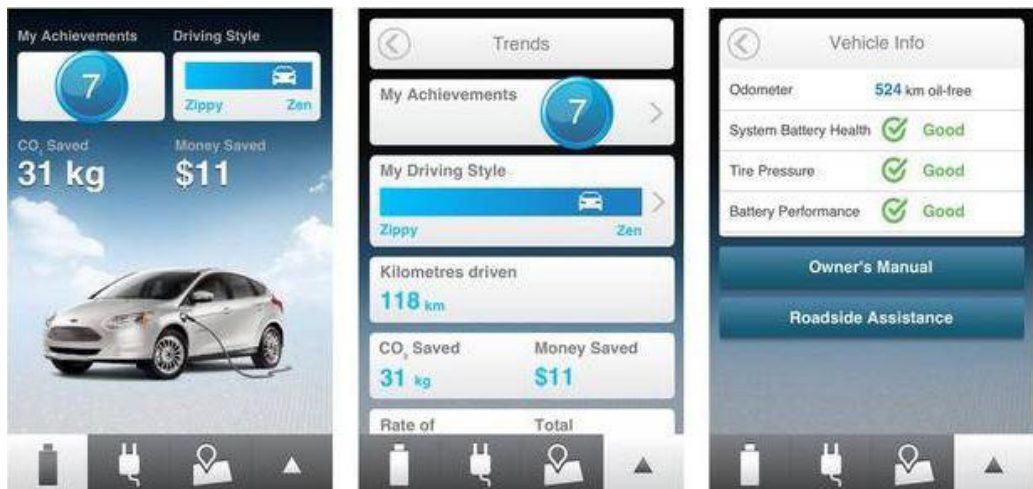 My Achievements
Driving Style
7
Zippy
Zen
CO₂ Saved
Money Saved
31 kg
$11
Trends
My Achievements
7
My Driving Style
Zippy
Zen
Kilometres driven
118 km
CO₂ Saved
Money Saved
31 kg
$11
Rate of
Total
Vehicle Info
Odometer
524 km oil-free
System Battery Health
Good
Tire Pressure
Good
Battery Performance
Good
Owner's Manual
Roadside Assistance